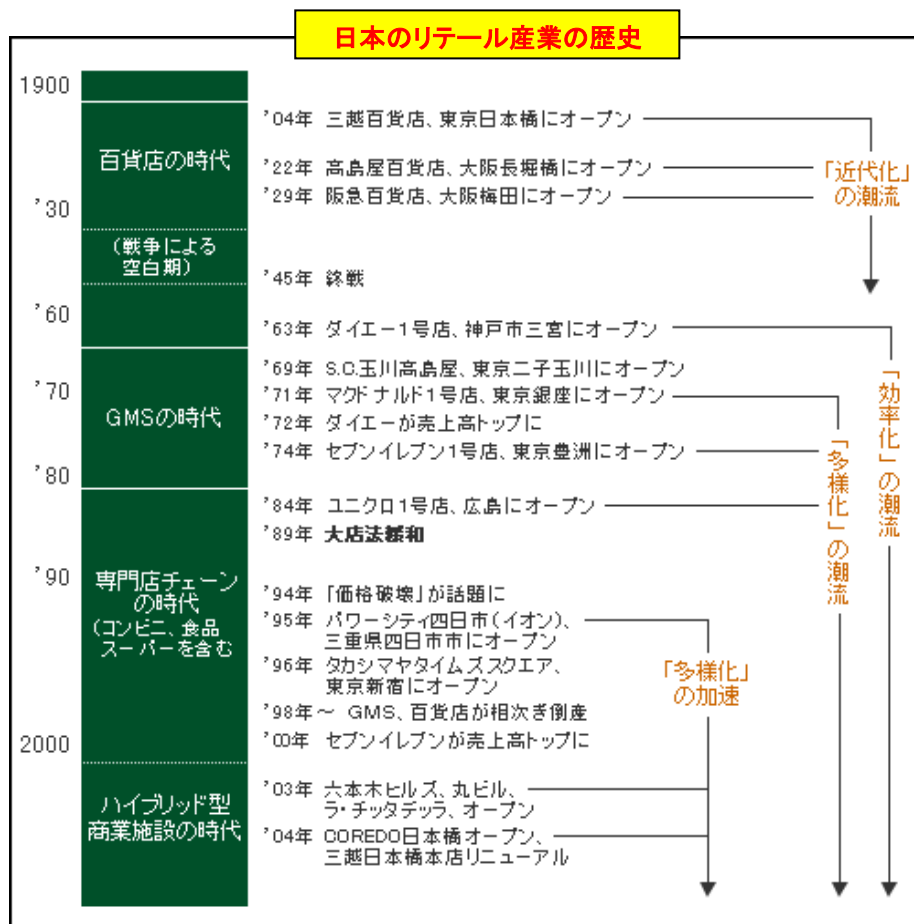 日本のリテール産業の歴史
1900
百貨店の時代
’30
(戦争による
空白期)
’60
’70
GMSの時代
’80
’90
専門店チェーン
の時代
(コンビニ、食品
スーパーを含む
2000
ハイブリッド型
商業施設の時代
’04年 三越百貨店、東京日本橋にオープン
’22年 高島屋百貨店、大阪長堀橋にオープン
’29年 阪急百貨店、大阪梅田にオープン
’45年 終戦
’63年 ダイエー1号店、神戸市三宮にオープン
’69年 S.C.玉川高島屋、東京二子玉川にオープン
’71年 マクドナルド1号店、東京銀座にオープン
’72年 ダイエーが売上高トップに
’74年 セブンイレブン1号店、東京豊洲にオープン
’84年 ユニクロ1号店、広島にオープン
’89年 大店法緩和
’94年 「価格破壊」が話題に
’95年 パワーシティ四日市(イオン)、
三重県四日市市にオープン
’96年 タカシマヤタイムズスクエア、
東京新宿にオープン
’98年~ GMS、百貨店が相次ぎ倒産
’00年 セブンイレブンが売上高トップに
’03年 六本木ヒルズ、丸ビル、
ラ・チッタデッラ、オープン
’04年 COREDO日本橋オープン、
三越日本橋本店リニューアル
「近代化」
の潮流
「効率化」の潮流
「多様化」の潮流
「多様化」
の加速